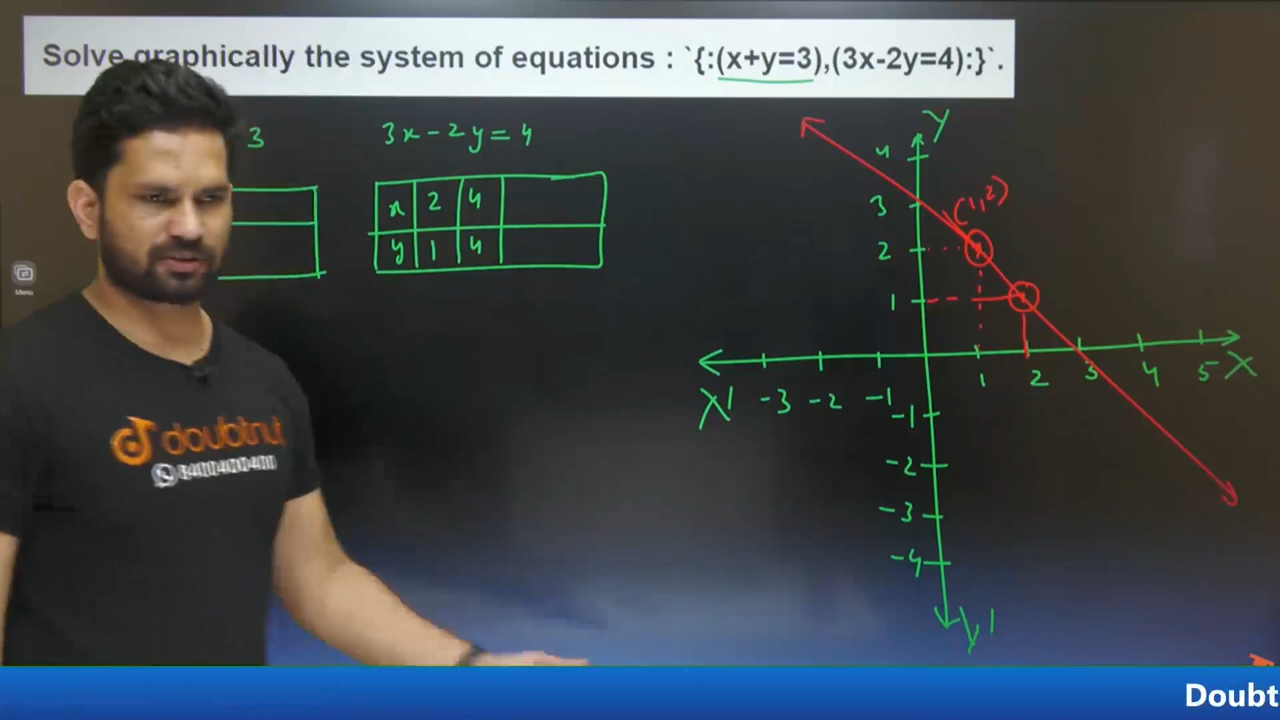 Solve graphically the system of equations : `{:(x+y=3),(3x-2y=4):}`.
3
3x-2y=4
x 2 4
y 1 4
Y
4
3
2
1
(1,2)
X' -3 -2 -1
1 2 3 4 5 X
-1
-2
-3
-4
Y'
Menu
doubtnut
8400400400
Doubt